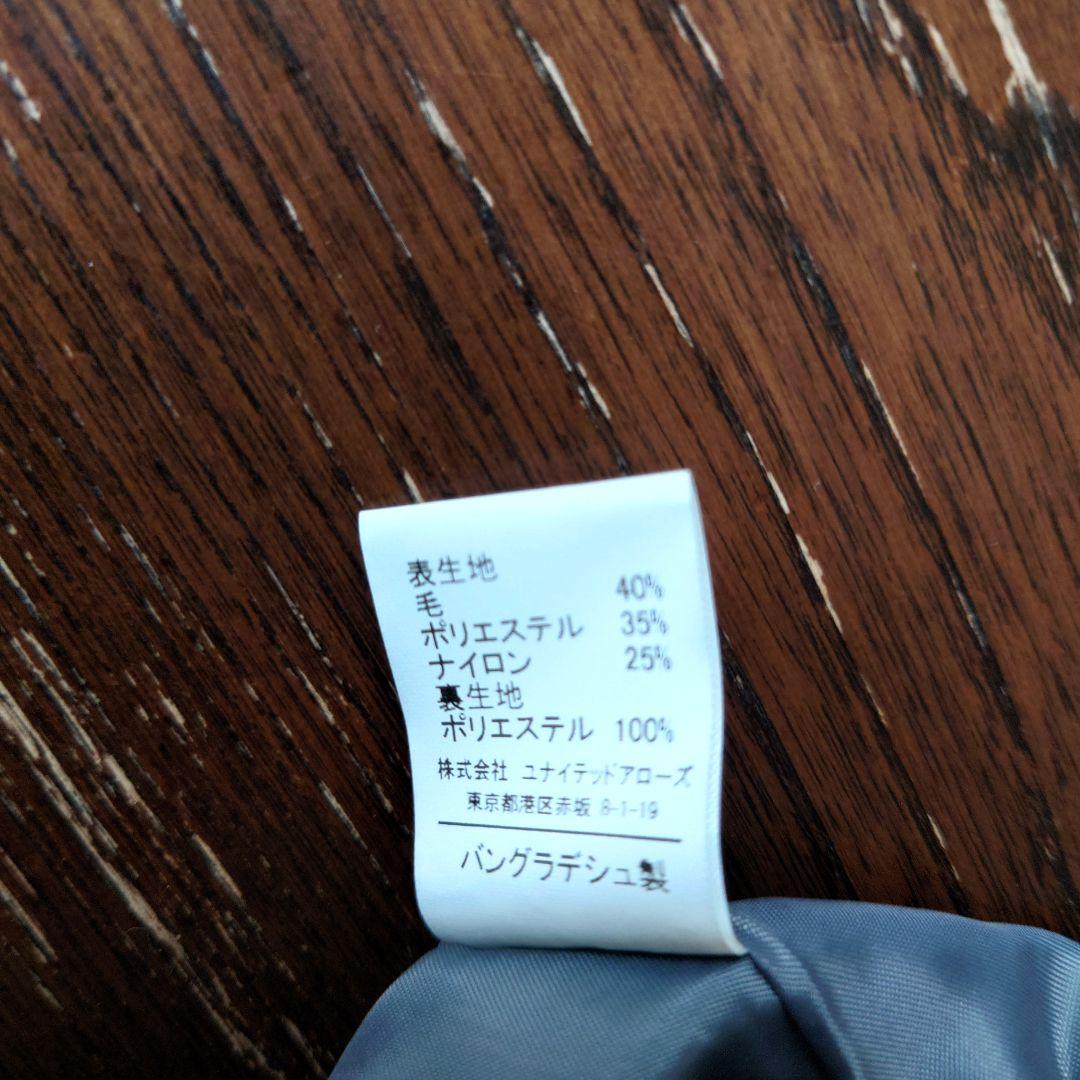 表生地
毛 40%
ポリエステル 35%
ナイロン 25%
裏生地
ポリエステル 100%
株式会社 ユナイテッドアローズ
東京都港区赤坂 8-1-19
バングラデシュ製